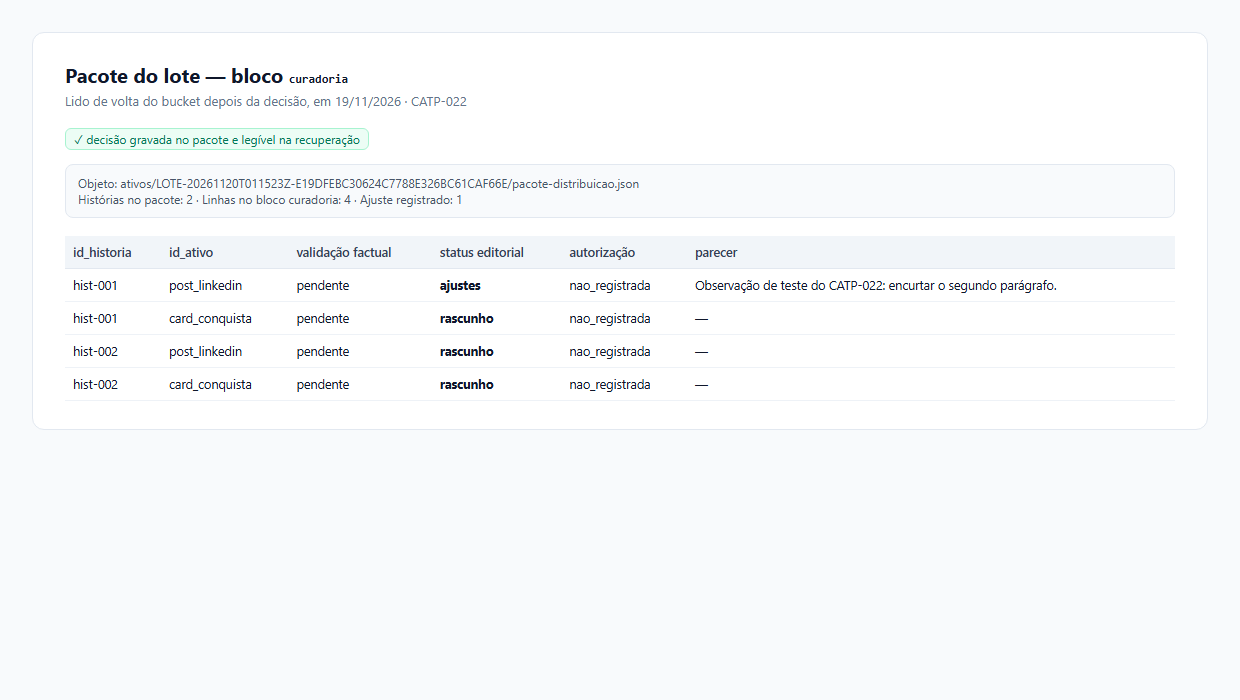 Pacote do lote — bloco curadoria
Lido de volta do bucket depois da decisão, em 19/11/2026 · CATP-022
✓ decisão gravada no pacote e legível na recuperação
Objeto: ativos/LOTE-20261120T011523Z-E19DFEBC30624C7788E326BC61CAF66E/pacote-distribuicao.json
Histórias no pacote: 2 · Linhas no bloco curadoria: 4 · Ajuste registrado: 1
id_historia id_ativo validação factual status editorial autorização parecer
hist-001 post_linkedin pendente ajustes nao_registrada Observação de teste do CATP-022: encurtar o segundo parágrafo.
hist-001 card_conquista pendente rascunho nao_registrada —
hist-002 post_linkedin pendente rascunho nao_registrada —
hist-002 card_conquista pendente rascunho nao_registrada —